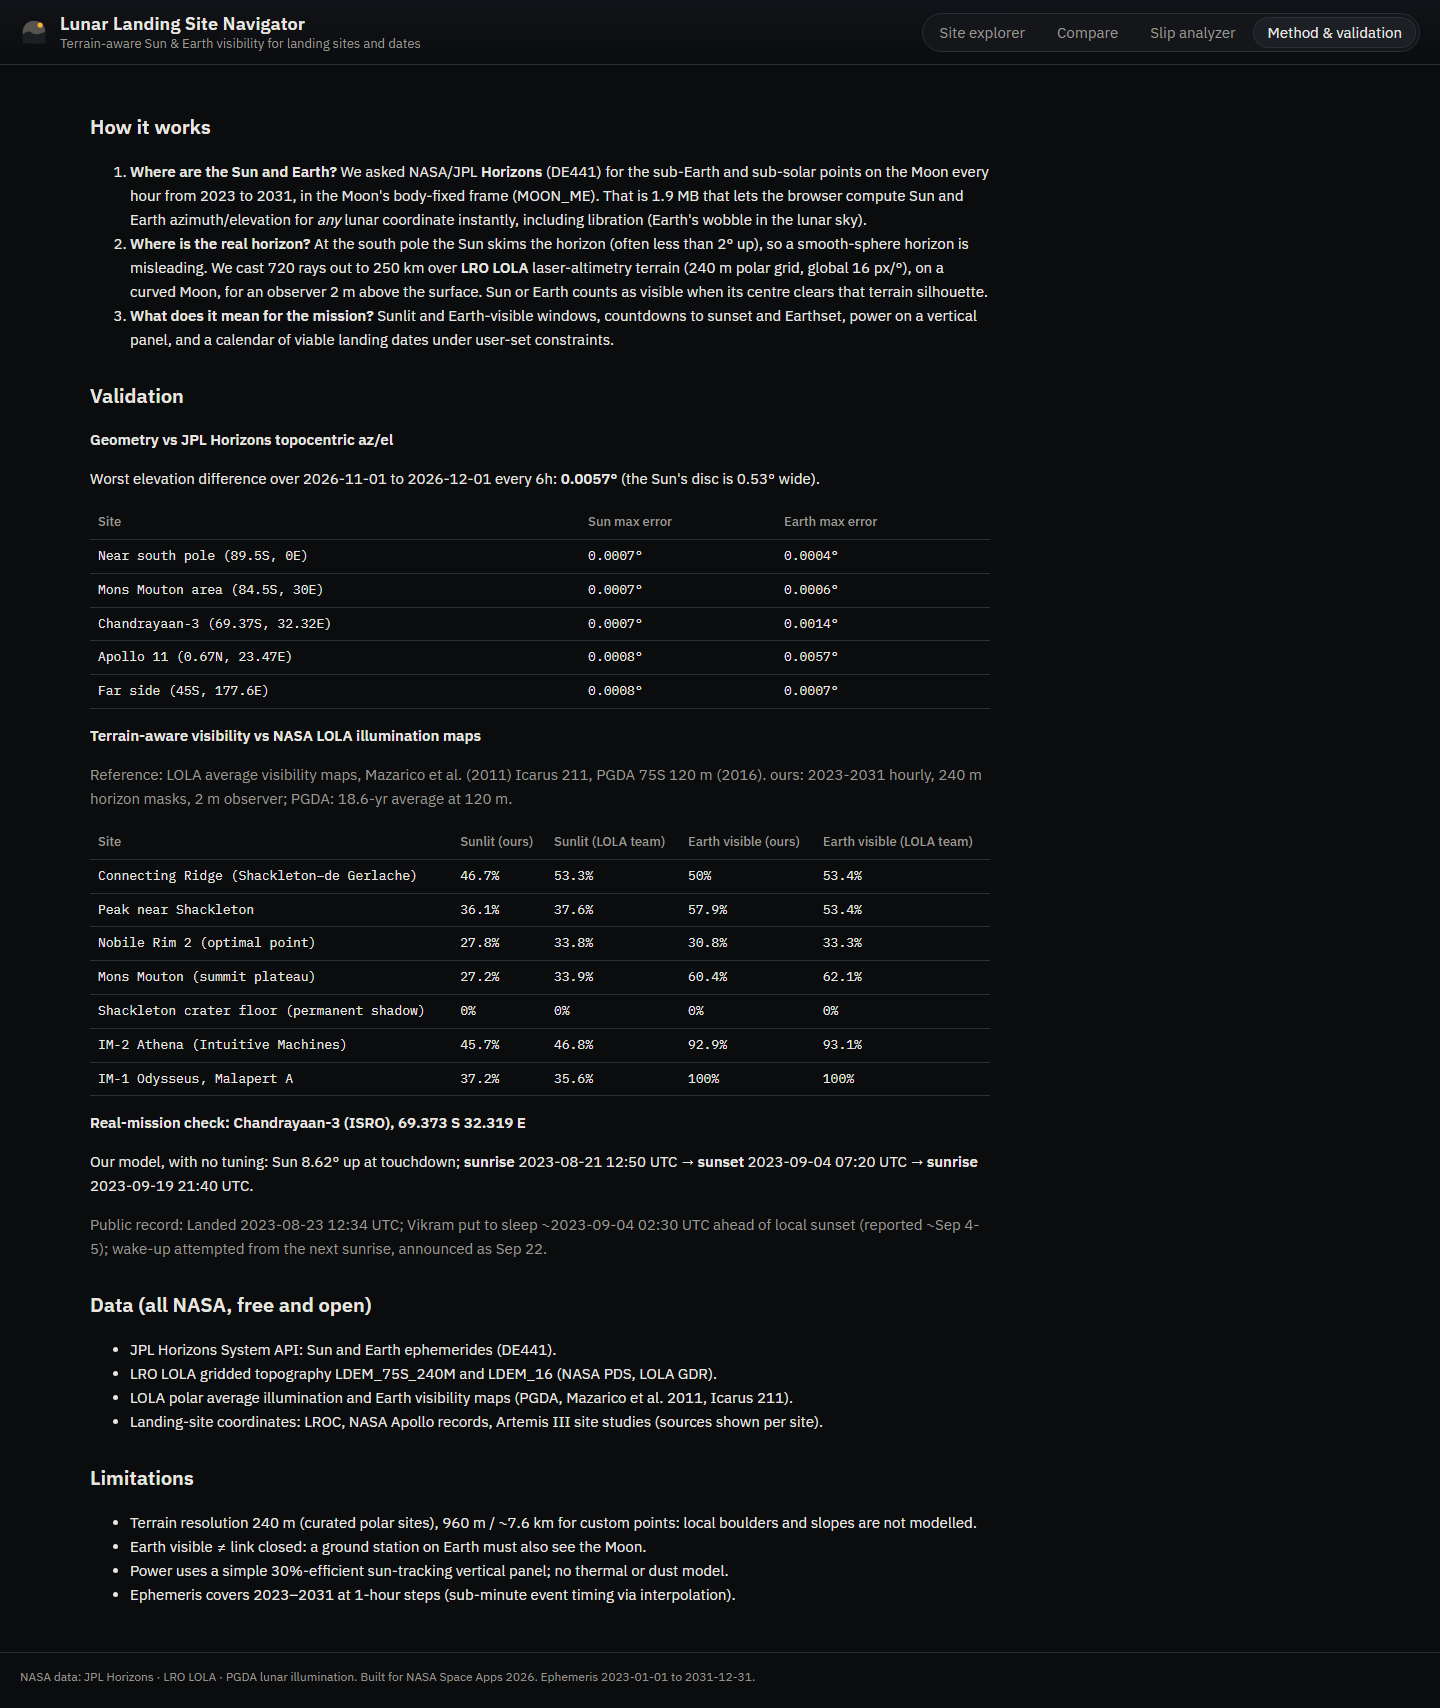 Lunar Landing Site Navigator
Terrain-aware Sun & Earth visibility for landing sites and dates
Site explorer
Compare
Slip analyzer
Method & validation
How it works
1. Where are the Sun and Earth? We asked NASA/JPL Horizons (DE441) for the sub-Earth and sub-solar points on the Moon every
hour from 2023 to 2031, in the Moon's body-fixed frame (MOON_ME). That is 1.9 MB that lets the browser compute Sun and
Earth azimuth/elevation for any lunar coordinate instantly, including libration (Earth's wobble in the lunar sky).
2. Where is the real horizon? At the south pole the Sun skims the horizon (often less than 2° up), so a smooth-sphere horizon is
misleading. We cast 720 rays out to 250 km over LRO LOLA laser-altimetry terrain (240 m polar grid, global 16 px/°), on a
curved Moon, for an observer 2 m above the surface. Sun or Earth counts as visible when its centre clears that terrain silhouette.
3. What does it mean for the mission? Sunlit and Earth-visible windows, countdowns to sunset and Earthset, power on a vertical
panel, and a calendar of viable landing dates under user-set constraints.
Validation
Geometry vs JPL Horizons topocentric az/el
Worst elevation difference over 2026-11-01 to 2026-12-01 every 6h: 0.0057° (the Sun's disc is 0.53° wide).
Site Sun max error Earth max error
Near south pole (89.5S, 0E) 0.0007° 0.0004°
Mons Mouton area (84.5S, 30E) 0.0007° 0.0006°
Chandrayaan-3 (69.37S, 32.32E) 0.0007° 0.0014°
Apollo 11 (0.67N, 23.47E) 0.0008° 0.0057°
Far side (45S, 177.6E) 0.0008° 0.0007°
Terrain-aware visibility vs NASA LOLA illumination maps
Reference: LOLA average visibility maps, Mazarico et al. (2011) Icarus 211, PGDA 75S 120 m (2016). ours: 2023-2031 hourly, 240 m
horizon masks, 2 m observer; PGDA: 18.6-yr average at 120 m.
Site Sunlit (ours) Sunlit (LOLA team) Earth visible (ours) Earth visible (LOLA team)
Connecting Ridge (Shackleton–de Gerlache) 46.7% 53.3% 50% 53.4%
Peak near Shackleton 36.1% 37.6% 57.9% 53.4%
Nobile Rim 2 (optimal point) 27.8% 33.8% 30.8% 33.3%
Mons Mouton (summit plateau) 27.2% 33.9% 60.4% 62.1%
Shackleton crater floor (permanent shadow) 0% 0% 0% 0%
IM-2 Athena (Intuitive Machines) 45.7% 46.8% 92.9% 93.1%
IM-1 Odysseus, Malapert A 37.2% 35.6% 100% 100%
Real-mission check: Chandrayaan-3 (ISRO), 69.373 S 32.319 E
Our model, with no tuning: Sun 8.62° up at touchdown; sunrise 2023-08-21 12:50 UTC → sunset 2023-09-04 07:20 UTC → sunrise
2023-09-19 21:40 UTC.
Public record: Landed 2023-08-23 12:34 UTC; Vikram put to sleep ~2023-09-04 02:30 UTC ahead of local sunset (reported ~Sep 4-
5); wake-up attempted from the next sunrise, announced as Sep 22.
Data (all NASA, free and open)
• JPL Horizons System API: Sun and Earth ephemerides (DE441).
• LRO LOLA gridded topography LDEM_75S_240M and LDEM_16 (NASA PDS, LOLA GDR).
• LOLA polar average illumination and Earth visibility maps (PGDA, Mazarico et al. 2011, Icarus 211).
• Landing-site coordinates: LROC, NASA Apollo records, Artemis III site studies (sources shown per site).
Limitations
• Terrain resolution 240 m (curated polar sites), 960 m / ~7.6 km for custom points: local boulders and slopes are not modelled.
• Earth visible ≠ link closed: a ground station on Earth must also see the Moon.
• Power uses a simple 30%-efficient sun-tracking vertical panel; no thermal or dust model.
• Ephemeris covers 2023–2031 at 1-hour steps (sub-minute event timing via interpolation).
NASA data: JPL Horizons · LRO LOLA · PGDA lunar illumination. Built for NASA Space Apps 2026. Ephemeris 2023-01-01 to 2031-12-31.